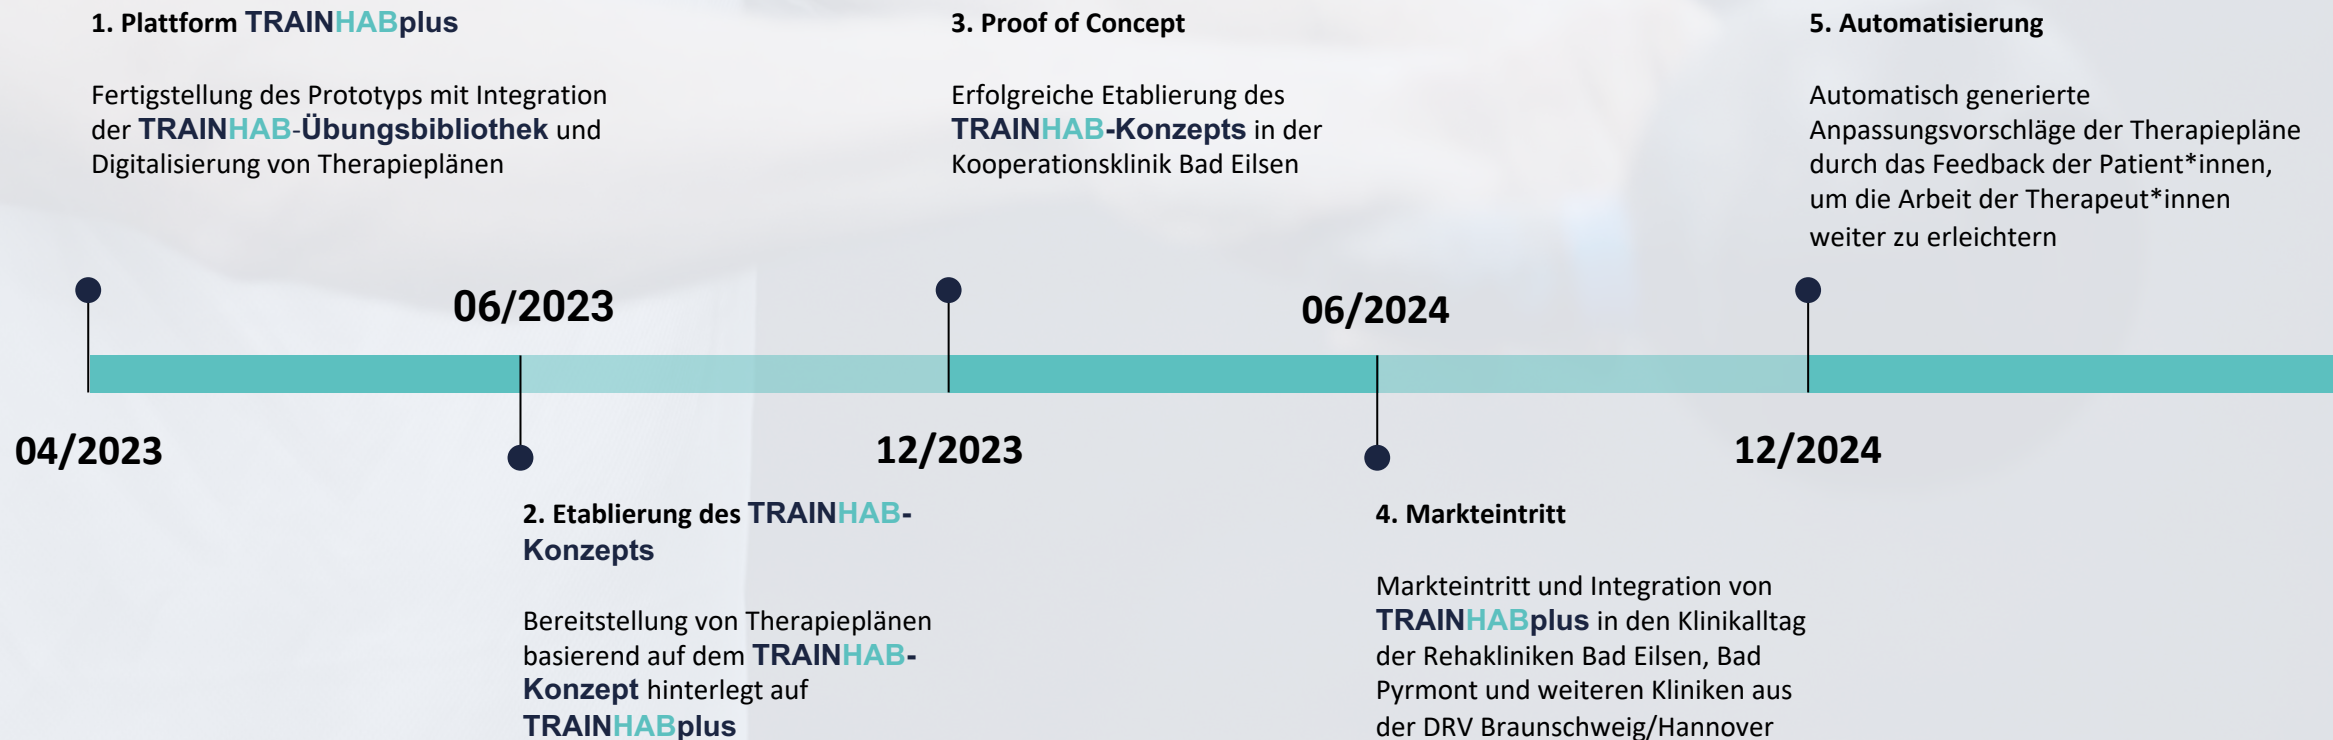 1. Plattform TRAINHABplus
Fertigstellung des Prototyps mit Integration
der TRAINHAB-Übungsbibliothek und
Digitalisierung von Therapieplänen
3. Proof of Concept
Erfolgreiche Etablierung des
TRAINHAB-Konzepts in der
Kooperationsklinik Bad Eilsen
5. Automatisierung
Automatisch generierte
Anpassungsvorschläge der Therapiepläne
durch das Feedback der Patient*innen,
um die Arbeit der Therapeut*innen
weiter zu erleichtern
06/2023
06/2024
04/2023
12/2023
12/2024
2. Etablierung des TRAINHAB-
Konzepts
Bereitstellung von Therapieplänen
basierend auf dem TRAINHAB-
Konzept hinterlegt auf
TRAINHABplus
4. Markteintritt
Markteintritt und Integration von
TRAINHABplus in den Klinikalltag
der Rehakliniken Bad Eilsen, Bad
Pyrmont und weiteren Kliniken aus
der DRV Braunschweig/Hannover